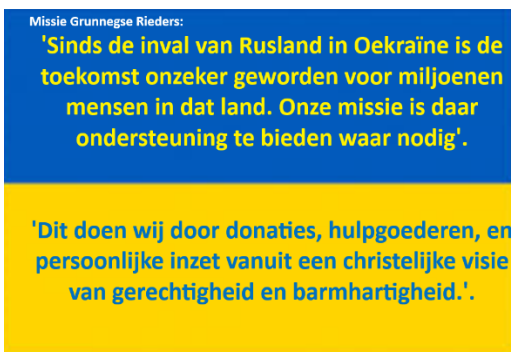 Missie Grunnegse Rieders:
'Sinds de inval van Rusland in Oekraïne is de
toekomst onzeker geworden voor miljoenen
mensen in dat land. Onze missie is daar
ondersteuning te bieden waar nodig'.
'Dit doen wij door donaties, hulpgoederen, en
persoonlijke inzet vanuit een christelijke visie
van gerechtigheid en barmhartigheid.'.